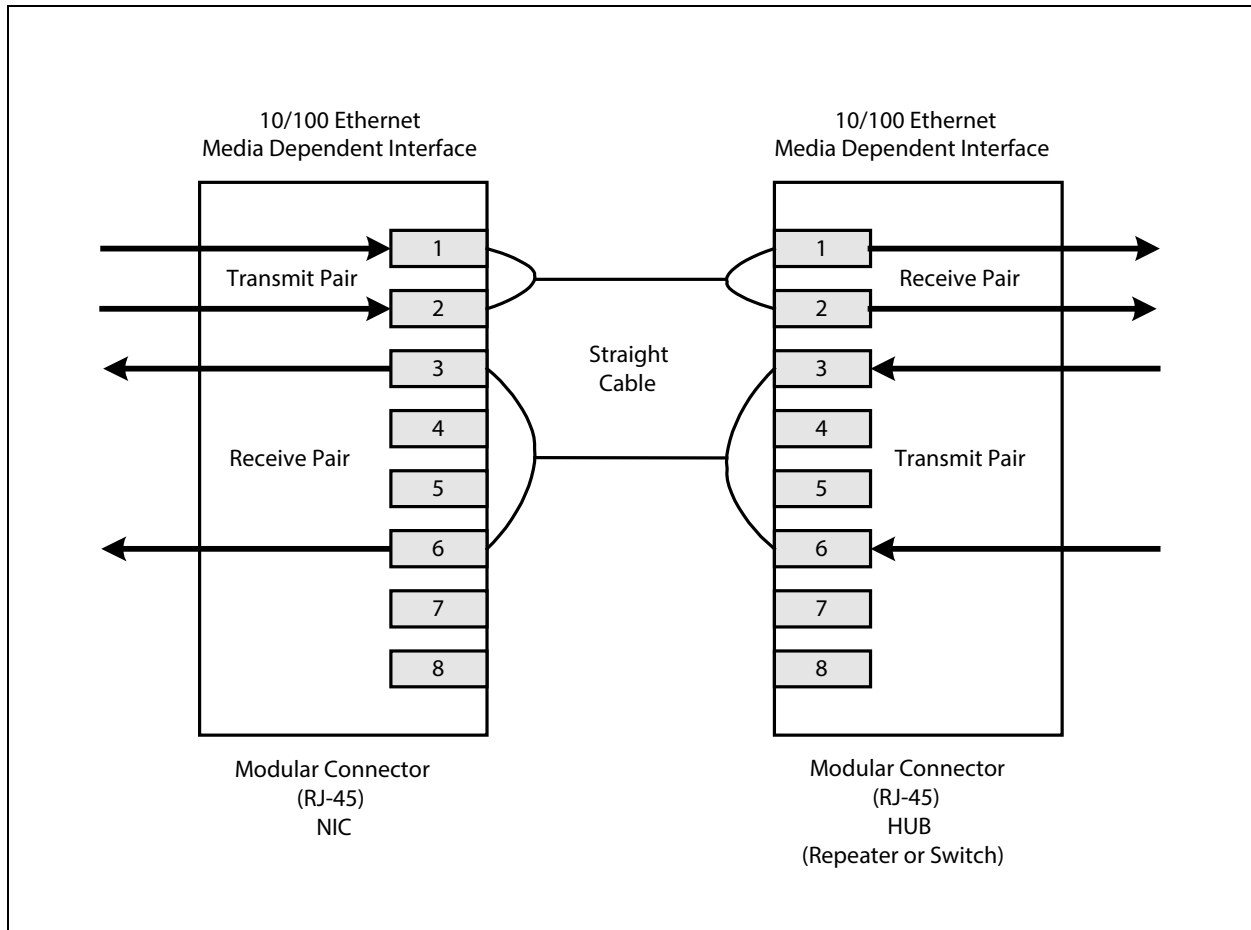 10/100 Ethernet
Media Dependent Interface
10/100 Ethernet
Media Dependent Interface
1
Transmit Pair
2
3
4
Receive Pair
5
6
7
8
Straight
Cable
1
Receive Pair
2
3
4
Transmit Pair
5
6
7
8
Modular Connector
(RJ-45)
NIC
Modular Connector
(RJ-45)
HUB
(Repeater or Switch)